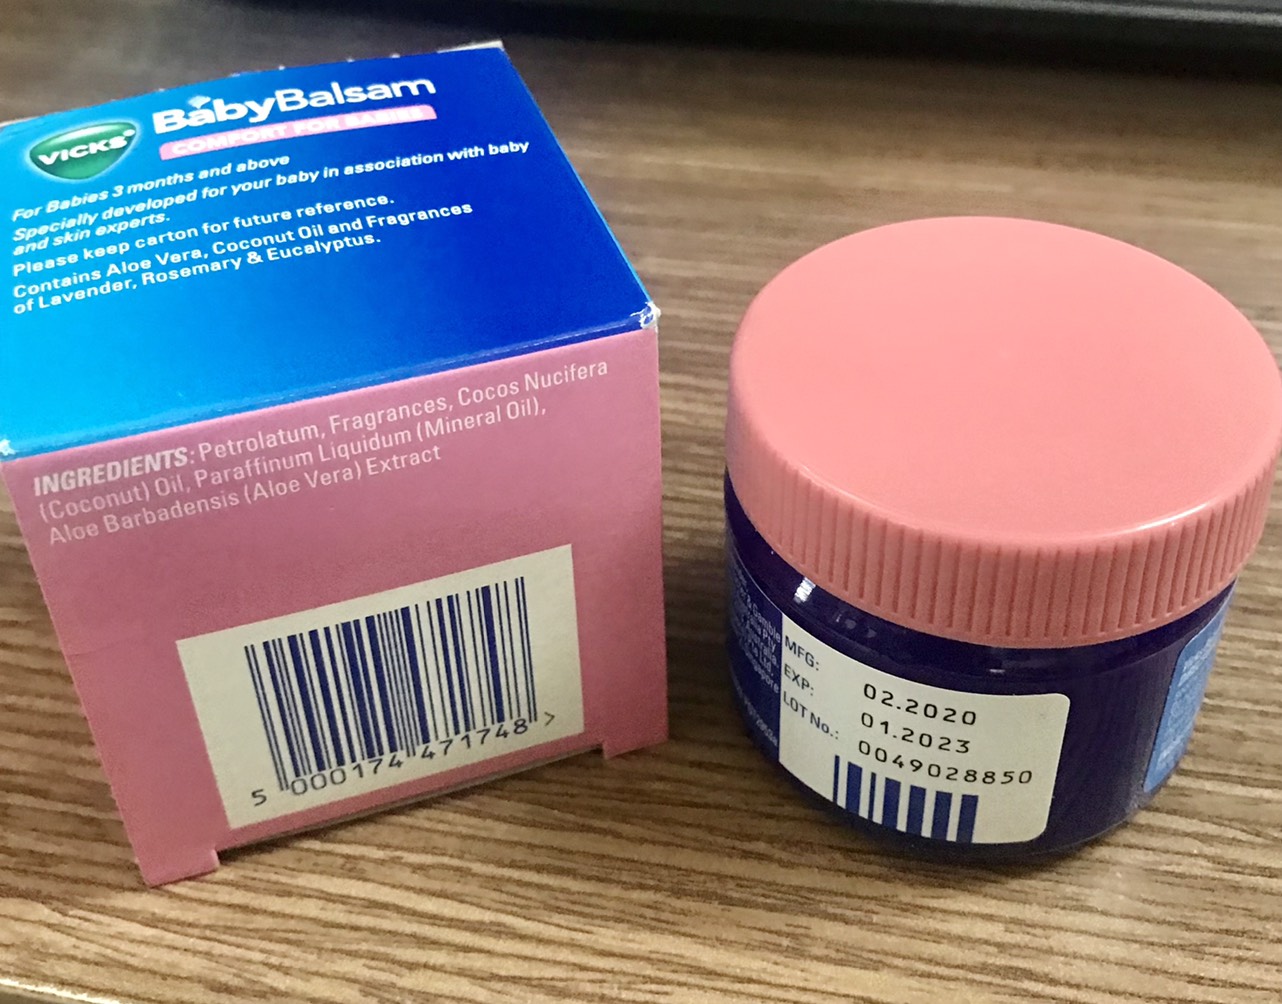 VICKS
BabyBalsam
COMFORT FOR BABIES
For Babies 3 months and above
Specially developed for your baby in association with baby
and skin experts.
Please keep carton for future reference.
Contains Aloe Vera, Coconut Oil and Fragrances
of Lavender, Rosemary & Eucalyptus.
INGREDIENTS: Petrolatum, Fragrances, Cocos Nucifera
(Coconut) Oil, Paraffinum Liquidum (Mineral Oil),
Aloe Barbadensis (Aloe Vera) Extract
5 000174 471748 >
MFG: 02.2020
EXP: 01.2023
LOT No.: 0049028850